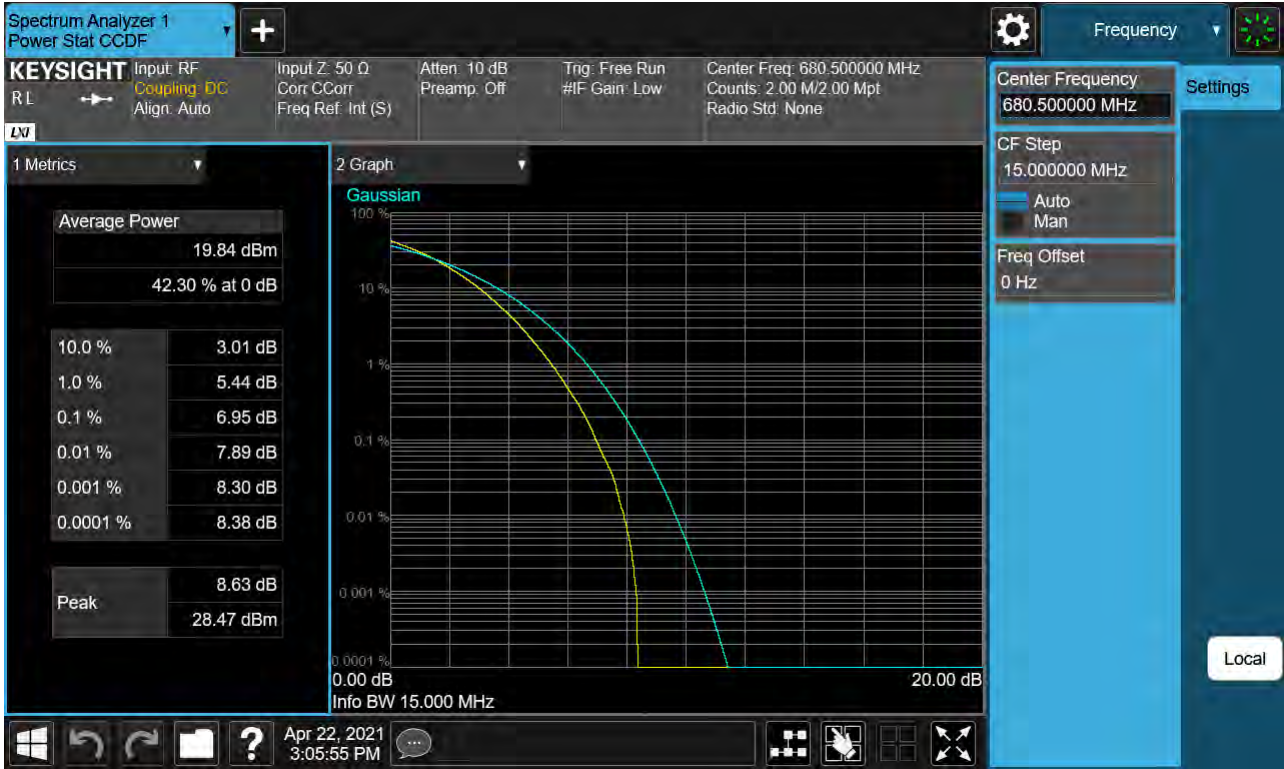 Spectrum Analyzer 1
Power Stat CCDF
+
Frequency
KEYSIGHT
R L
LXI
Input: RF
Coupling: DC
Align: Auto
Input Z: 50 Ω
Corr CCorr
Freq Ref: Int (S)
Atten: 10 dB
Preamp: Off
Trig: Free Run
#IF Gain: Low
Center Freq: 680.500000 MHz
Counts: 2.00 M/2.00 Mpt
Radio Std: None
Center Frequency
680.500000 MHz
Settings
CF Step
15.000000 MHz
Auto
Man
Freq Offset
0 Hz
Local
1 Metrics
Average Power
19.84 dBm
42.30 % at 0 dB
10.0 % 3.01 dB
1.0 % 5.44 dB
0.1 % 6.95 dB
0.01 % 7.89 dB
0.001 % 8.30 dB
0.0001 % 8.38 dB
Peak
8.63 dB
28.47 dBm
2 Graph
Gaussian
100 %
10 %
1 %
0.1 %
0.01 %
0.001 %
0.0001 %
0.00 dB 20.00 dB
Info BW 15.000 MHz
?
Apr 22, 2021
3:05:55 PM